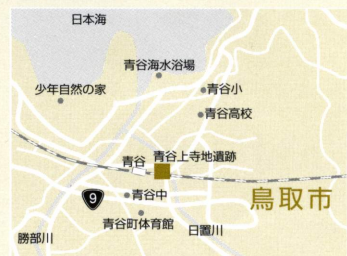 日本海
青谷海水浴場
少年自然の家
青谷小
青谷高校
青谷
青谷上寺地遺跡
9
青谷中
鳥取市
青谷町体育館
日置川
勝部川